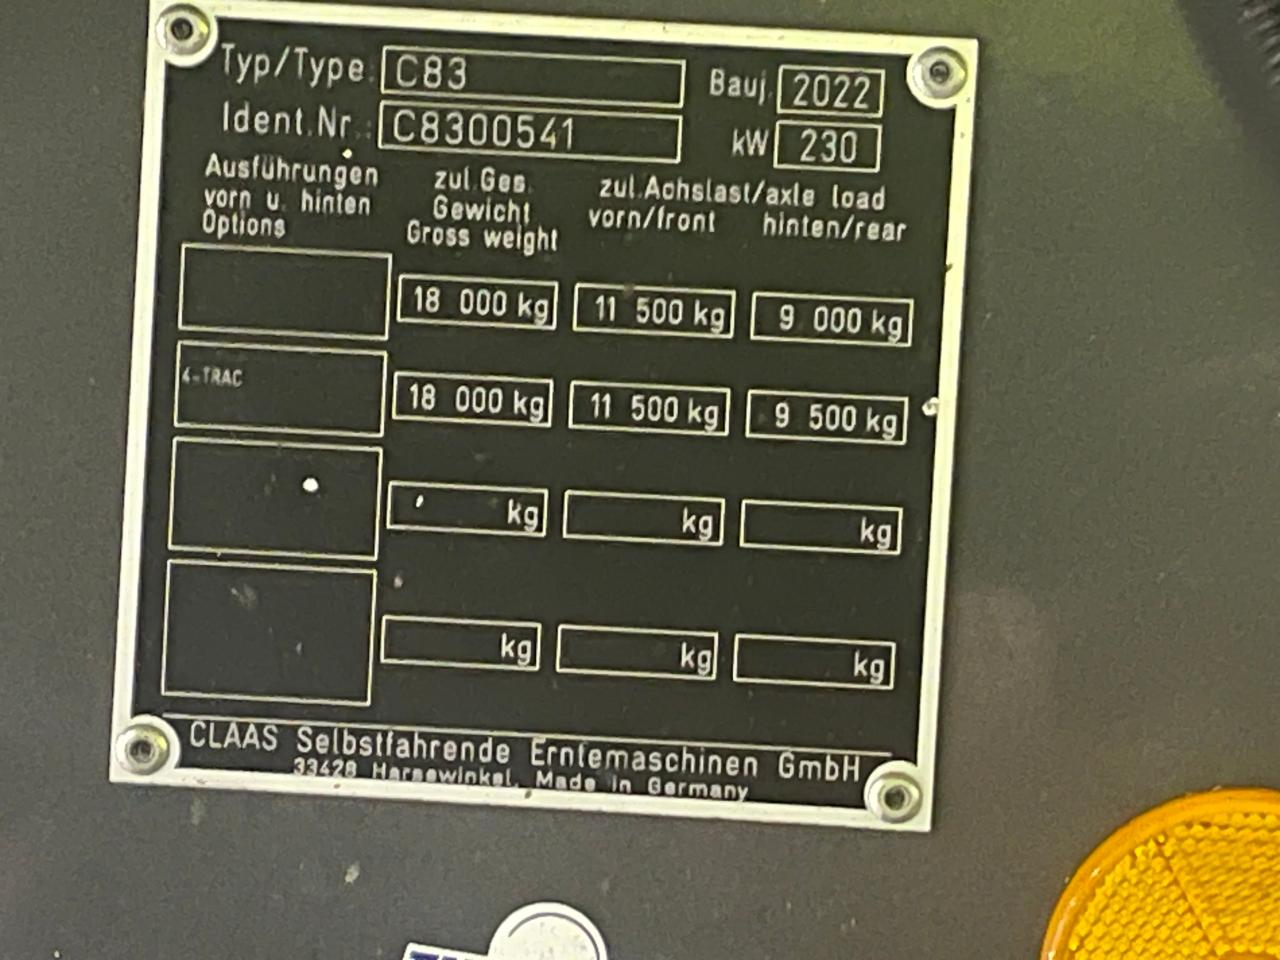 Typ/Type: C83 Bauj. 2022
Ident.Nr.: C8300541 kW 230
Ausführungen vorn u. hinten Options
zul.Ges. Gewicht Gross weight
zul.Achslast/axle load
vorn/front hinten/rear
18 000 kg 11 500 kg 9 000 kg
4-TRAC 18 000 kg 11 500 kg 9 500 kg
kg kg kg
kg kg kg
CLAAS Selbstfahrende Erntemaschinen GmbH
33428 Harsewinkel, Made in Germany